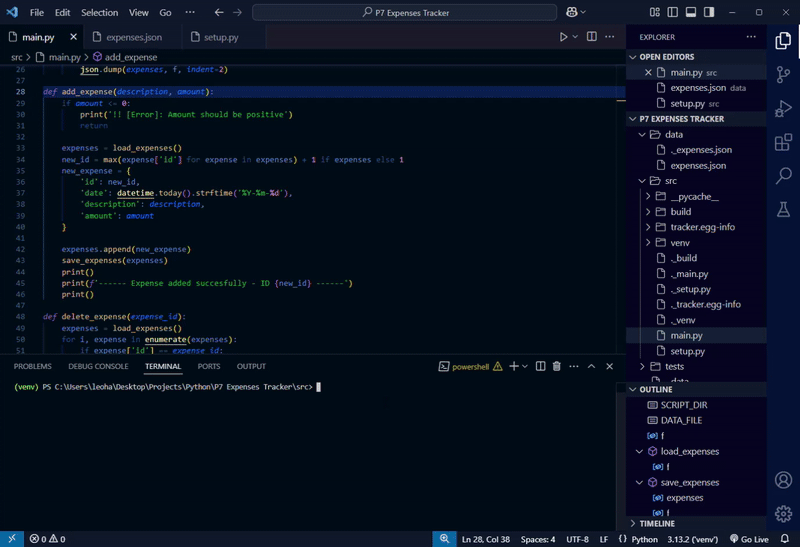 File Edit Selection View Go ··· P7 Expenses Tracker
main.py expenses.json setup.py
src > main.py > add_expense
26 json.dump(expenses, f, indent=2)
27
28 def add_expense(description, amount):
29 if amount <= 0:
30 print('!! [Error]: Amount should be positive')
31 return
32
33 expenses = load_expenses()
34 new_id = max(expense['id'] for expense in expenses) + 1 if expenses else 1
35 new_expense = {
36 'id': new_id,
37 'date': datetime.today().strftime('%Y-%m-%d'),
38 'description': description,
39 'amount': amount
40 }
41
42 expenses.append(new_expense)
43 save_expenses(expenses)
44 print()
45 print(f'------ Expense added succesfully - ID {new_id} ------')
46 print()
47
48 def delete_expense(expense_id):
49 expenses = load_expenses()
50 for i, expense in enumerate(expenses):
51 if expense['id'] == expense_id:
PROBLEMS DEBUG CONSOLE TERMINAL PORTS OUTPUT powershell
(venv) PS C:\Users\leoha\Desktop\Projects\Python\P7 Expenses Tracker\src>
EXPLORER
OPEN EDITORS
main.py src
expenses.json data
setup.py src
P7 EXPENSES TRACKER
data
._expenses.json
expenses.json
src
__pycache__
build
tracker.egg-info
venv
._build
._main.py
._setup.py
._tracker.egg-info
._venv
main.py
setup.py
tests
._data
OUTLINE
SCRIPT_DIR
DATA_FILE
f
load_expenses
f
save_expenses
expenses
f
TIMELINE
0 0 Ln 28, Col 38 Spaces: 4 UTF-8 LF Python 3.13.2 ('venv') Go Live